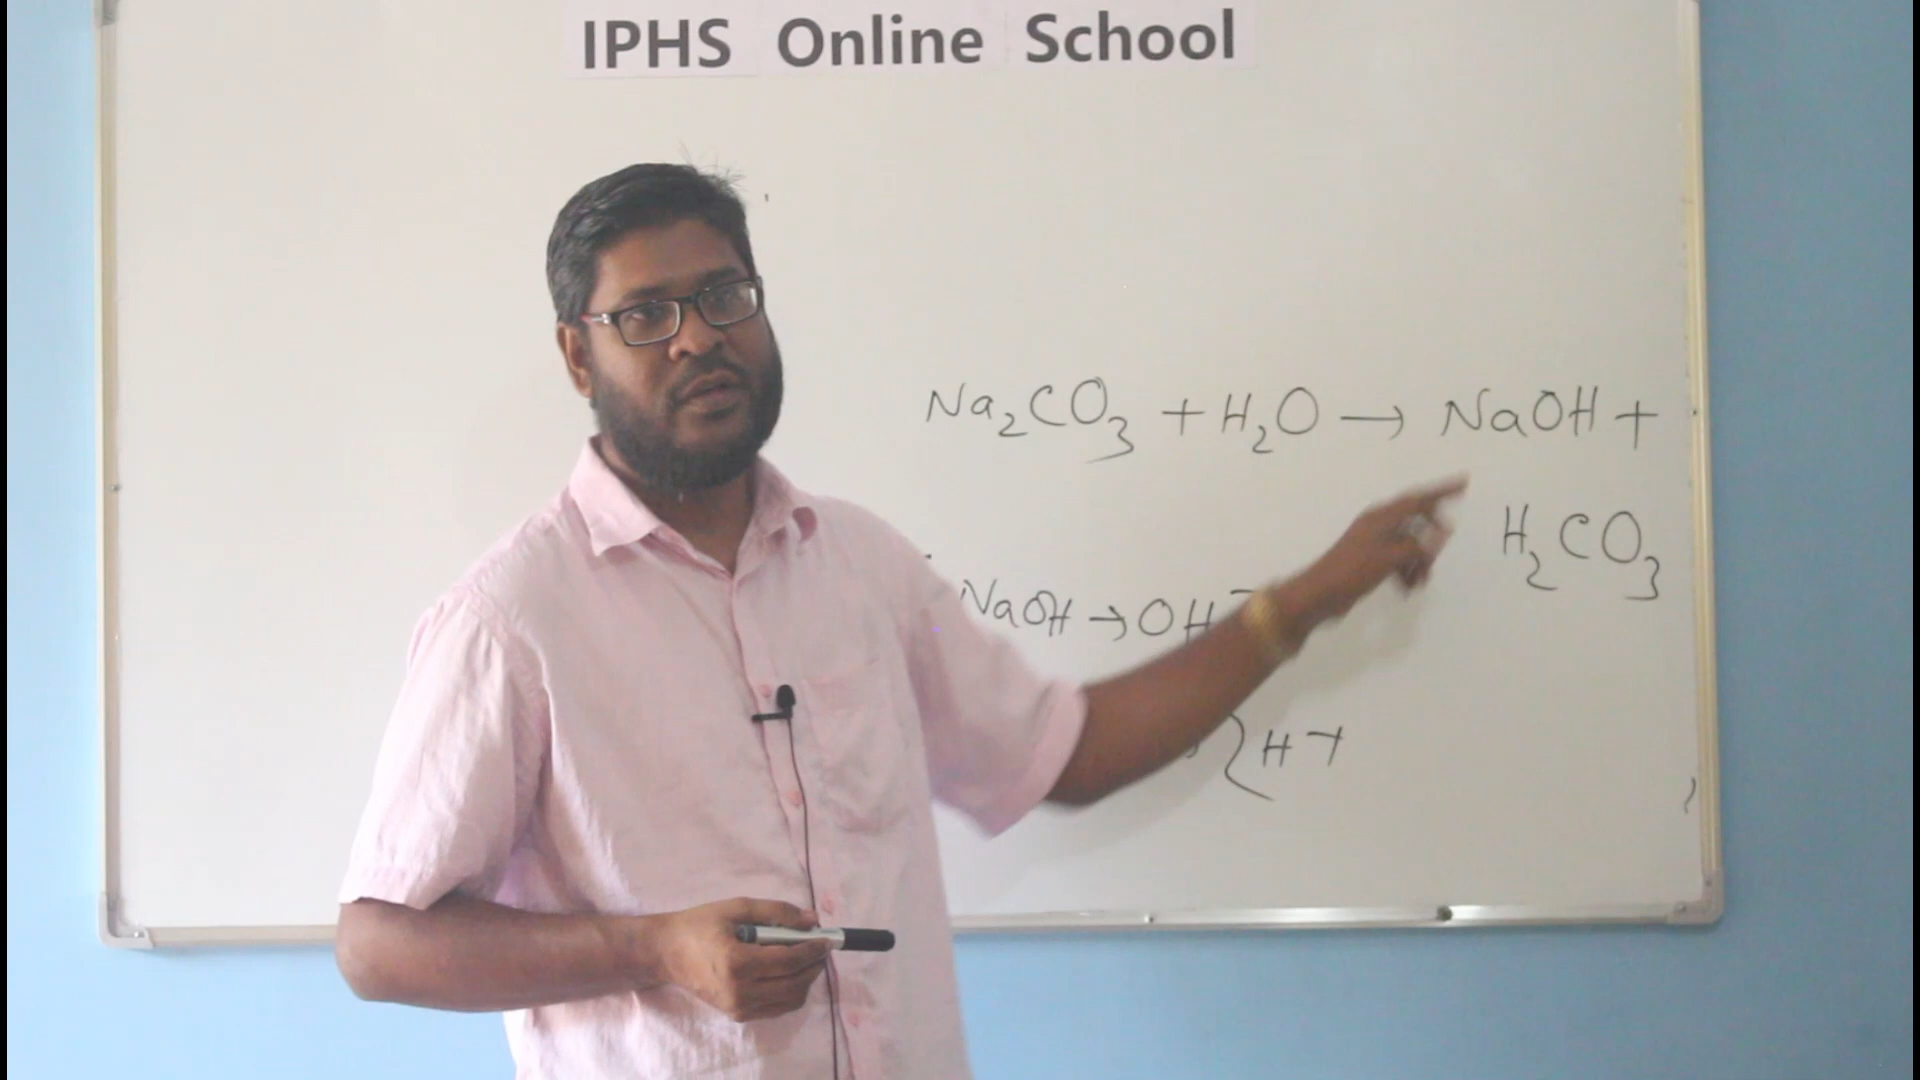 IPHS Online School
Na₂CO₃ + H₂O → NaOH +
H₂CO₃
NaOH → OH⁻
} H⁺